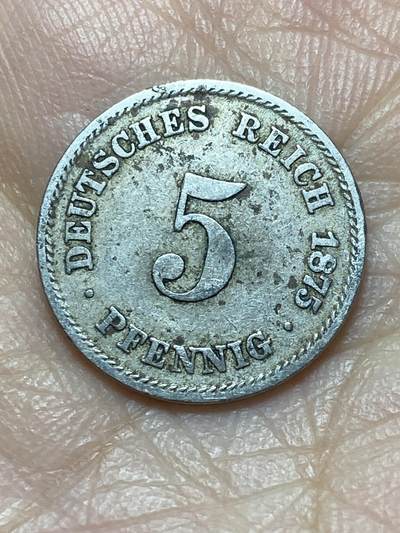 DEUTSCHES REICH 1875
5
· PFENNIG ·